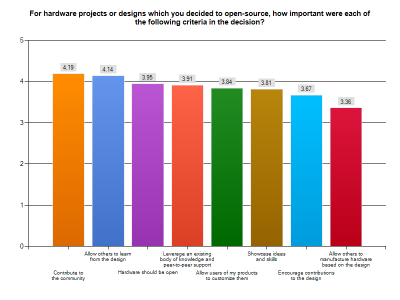 For hardware projects or designs which you decided to open-source, how important were each of
the following criteria in the decision?
5
4
3
2
1
0
4.19
4.14
3.95
3.91
3.84
3.81
3.67
3.36
Contribute to
the community
Allow others to learn
from the design
Hardware should be open
Leverage an existing
body of knowledge and
peer-to-peer support
Allow users of my products
to customize them
Showcase ideas
and skills
Encourage contributions
to the design
Allow others to
manufacture hardware
based on the design